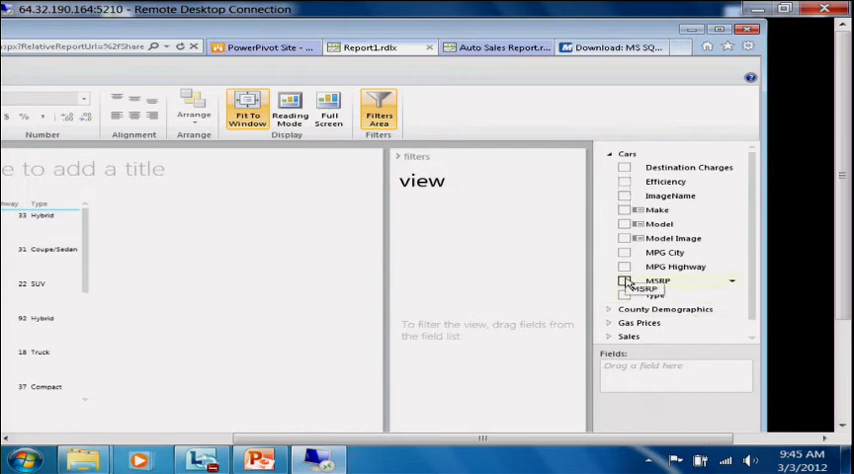 64.32.190.164:5210 - Remote Desktop Connection
spx?RelativeReportUrl=%2fShare
PowerPivot Site - ...
Report1.rdlx
Auto Sales Report.r...
Download: MS SQ...
$ % ,
Arrange
Fit To
Window
Reading
Mode
Full
Screen
Filters
Area
Number
Alignment
Arrange
Display
Filters
e to add a title
hway Type
33 Hybrid
31 Coupe/Sedan
22 SUV
92 Hybrid
18 Truck
37 Compact
filters
view
To filter the view, drag fields from
the field list.
Cars
Destination Charges
Efficiency
ImageName
Make
Model
Model Image
MPG City
MPG Highway
MSRP
MSRP
Type
County Demographics
Gas Prices
Sales
Fields:
Drag a field here
9:45 AM
3/3/2012